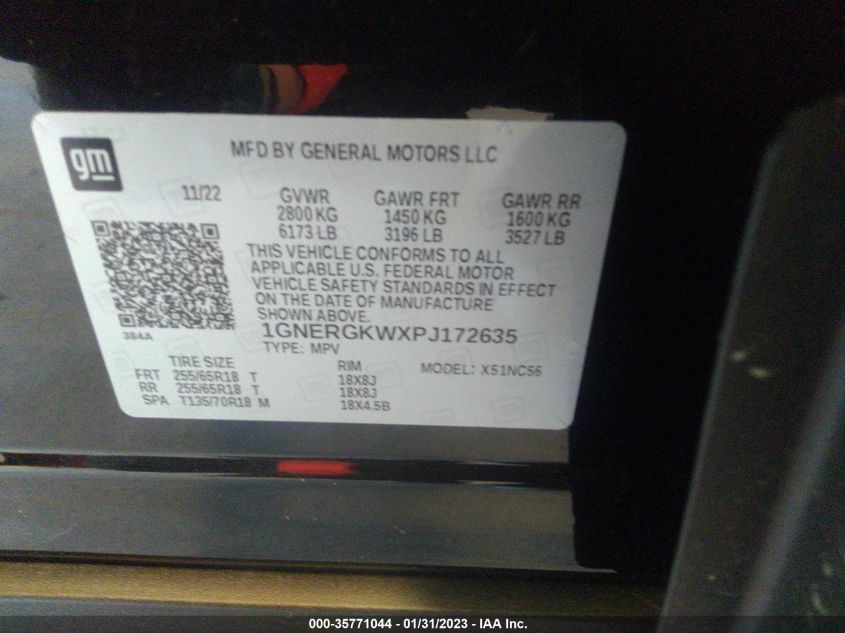 gm
MFD BY GENERAL MOTORS LLC
11/22 GVWR GAWR FRT GAWR RR
2800 KG 1450 KG 1600 KG
6173 LB 3196 LB 3527 LB
THIS VEHICLE CONFORMS TO ALL
APPLICABLE U.S. FEDERAL MOTOR
VEHICLE SAFETY STANDARDS IN EFFECT
ON THE DATE OF MANUFACTURE
SHOWN ABOVE.
384A
1GNERGKWXPJ172635
TYPE: MPV
TIRE SIZE RIM MODEL: X51NC56
FRT 255/65R18 T 18X8J
RR 255/65R18 T 18X8J
SPA T135/70R18 M 18X4.5B
000-35771044 / 01/31/2023 - IAA Inc.